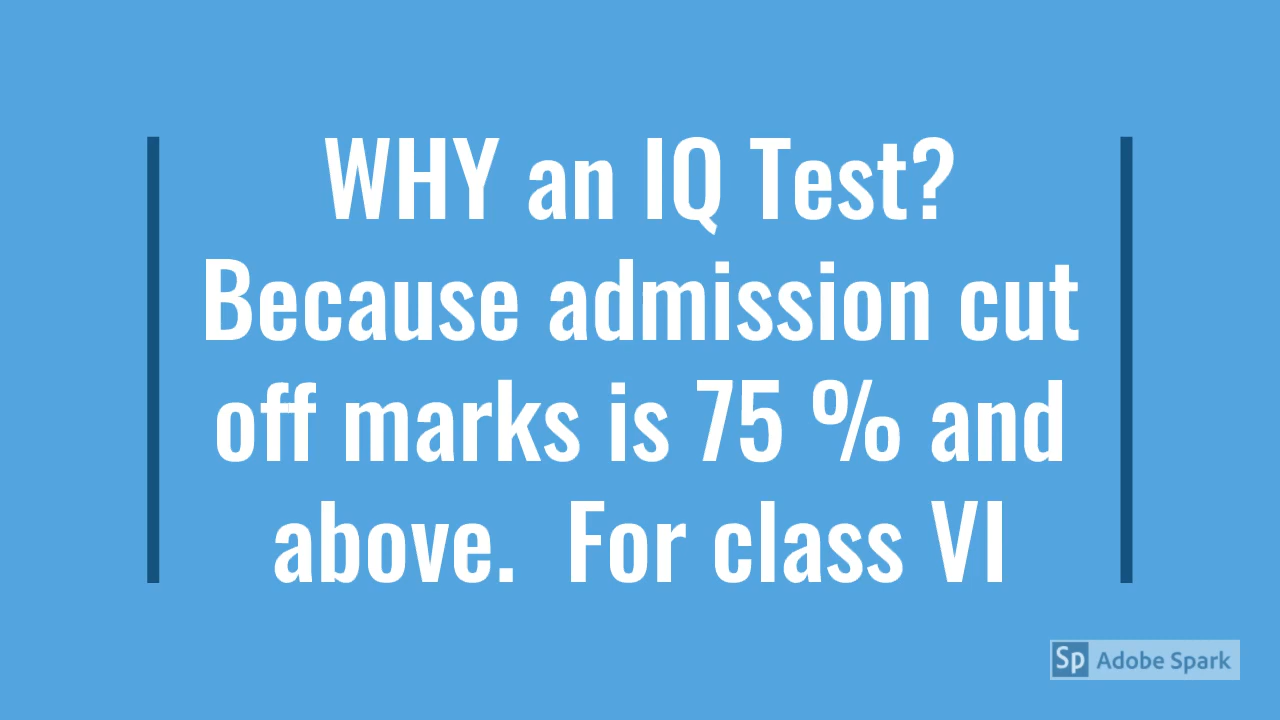 WHY an IQ Test?
Because admission cut
off marks is 75 % and
above.  For class VI
Sp Adobe Spark